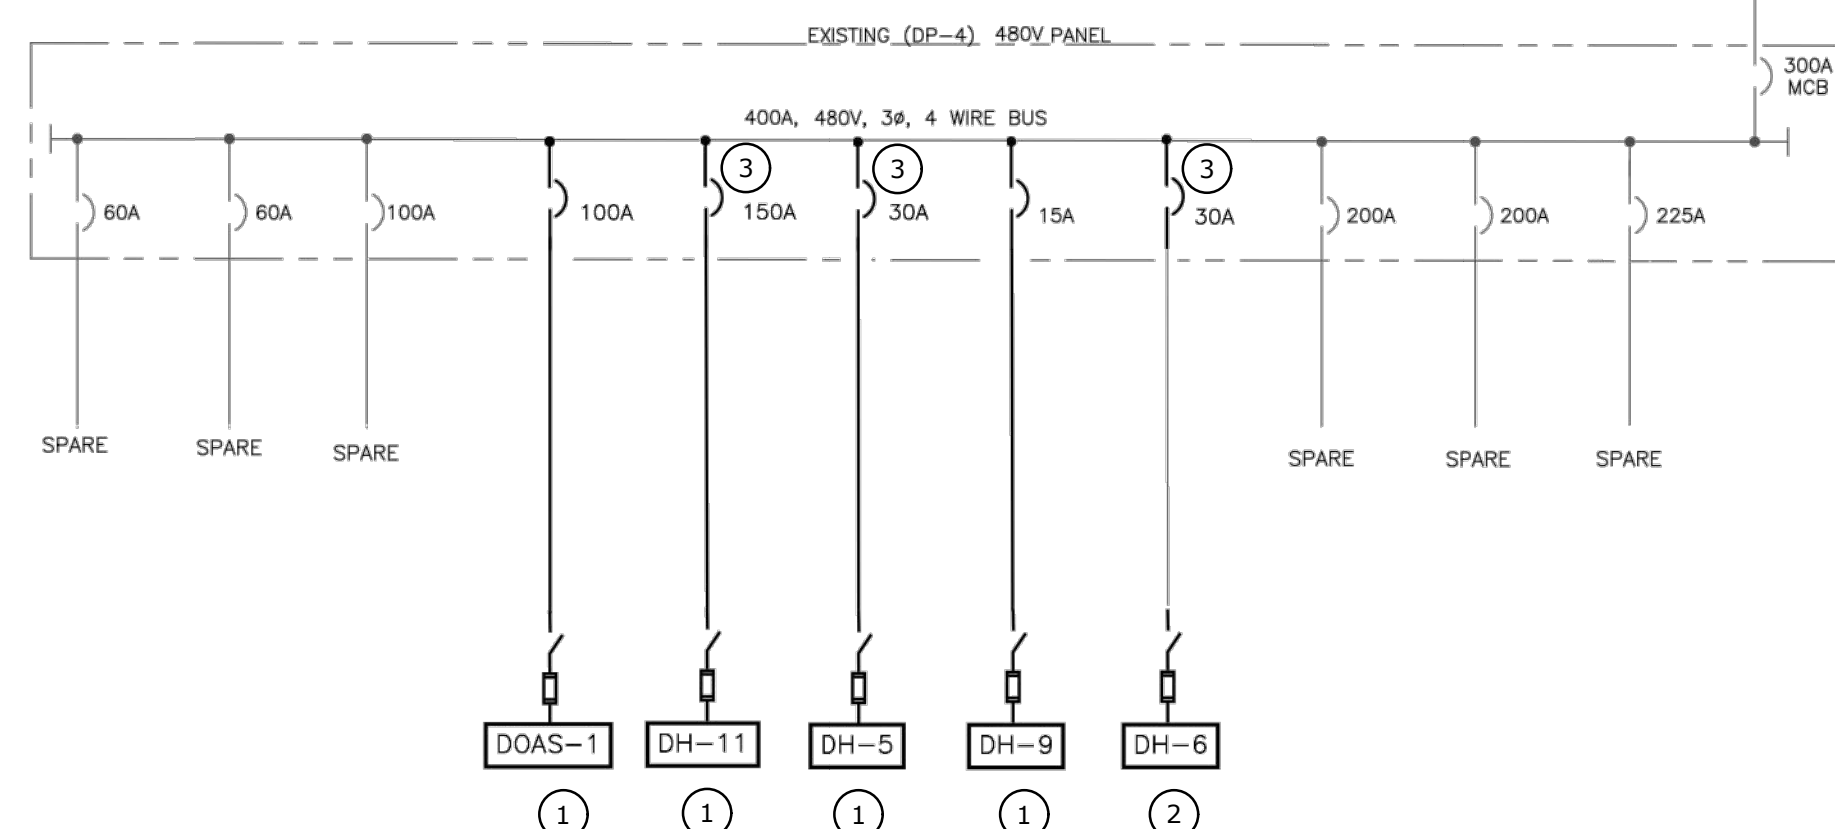 EXISTING (DP-4) 480V PANEL
300A
MCB
400A, 480V, 3ø, 4 WIRE BUS
3 3 3
60A 60A 100A 100A 150A 30A 15A 30A 200A 200A 225A
SPARE SPARE SPARE SPARE SPARE SPARE
DOAS-1 DH-11 DH-5 DH-9 DH-6
1 1 1 1 2